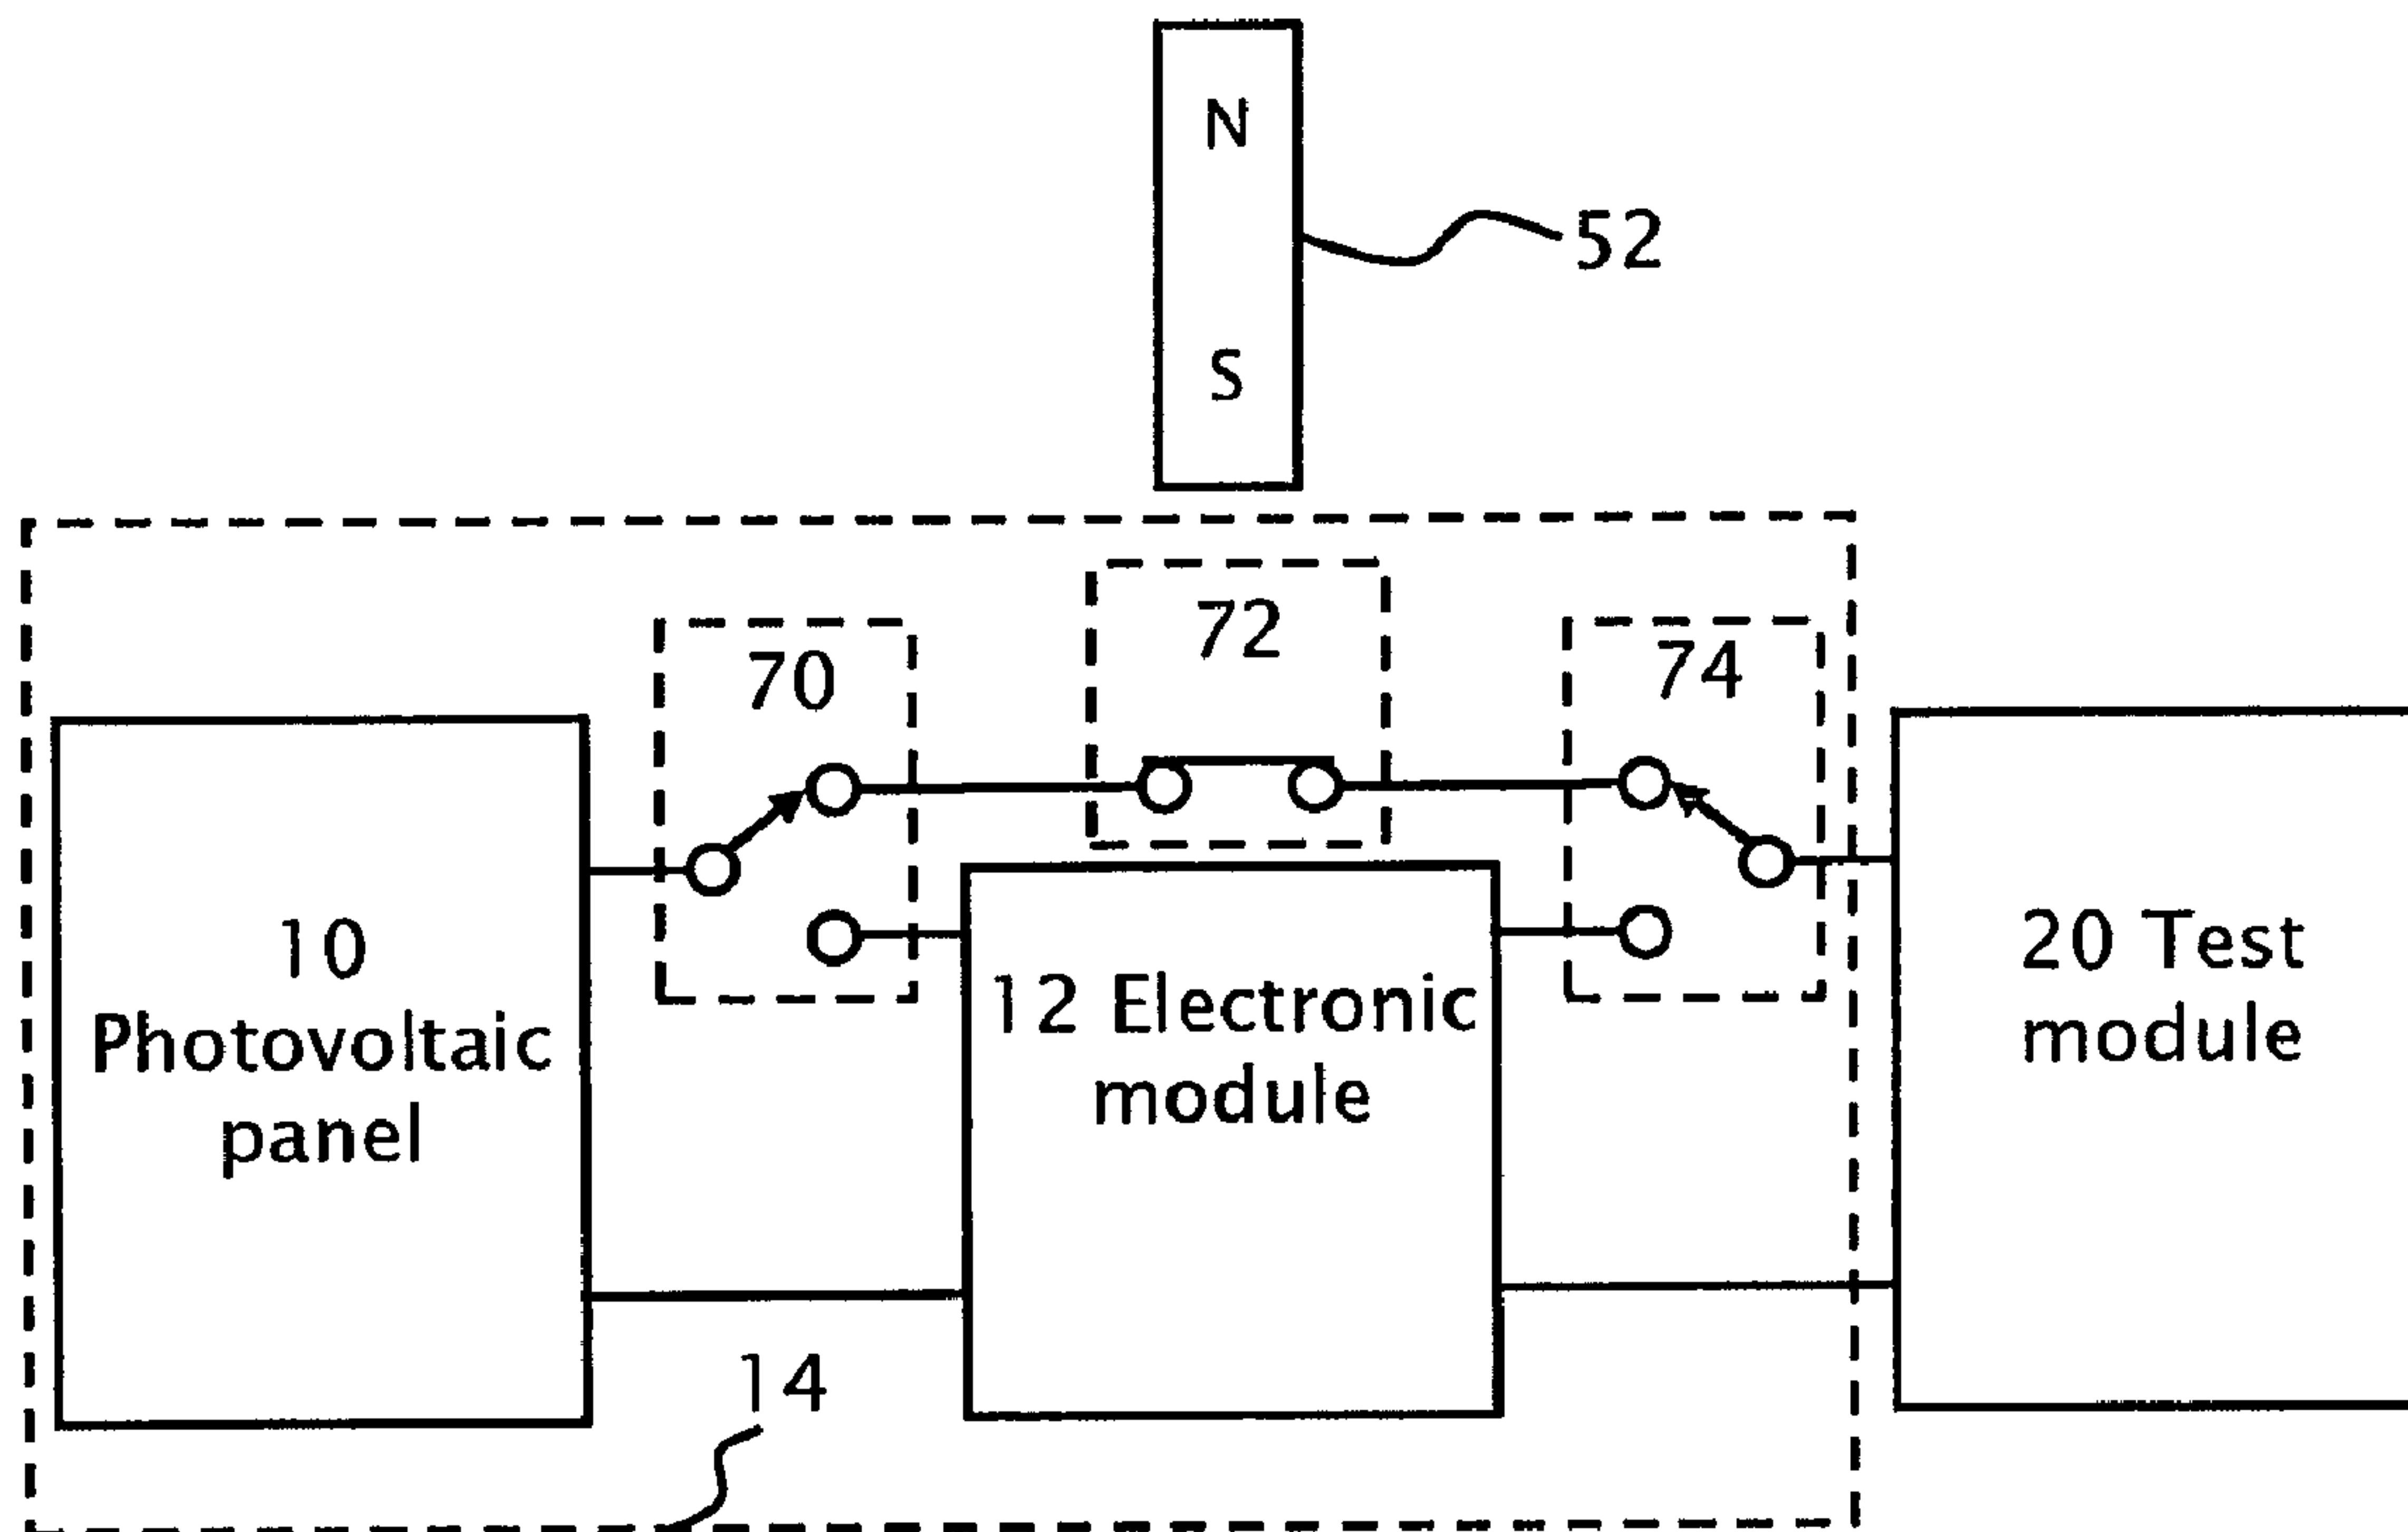 N
52
S
72
70
74
10
Photovoltaic
panel
12 Electronic
module
20 Test
module
14